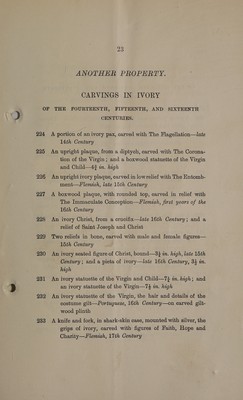 23
ANOTHER PROPERTY.
CARVINGS IN IVORY
OF THE FOURTEENTH, FIFTEENTH, AND SIXTEENTH
CENTURIES.
224 A portion of an ivory pax, carved with The Flagellation—late
14th Century
225 An upright plaque, from a diptych, carved with The Corona-
tion of the Virgin; and a boxwood statuette of the Virgin
and Child—4¾ in. high
226 An upright ivory plaque, carved in low relief with The Entomb-
ment—Flemish, late 15th Century
227 A boxwood plaque, with rounded top, carved in relief with
The Immaculate Conception—Flemish, first years of the
16th Century
228 An ivory Christ, from a crucifix—late 16th Century; and a
relief of Saint Joseph and Christ
229 Two reliefs in bone, carved with male and female figures—
15th Century
230 An ivory seated figure of Christ, bound—3¾ in. high, late 15th
Century; and a pieta of ivory—late 16th Century, 3½ in.
high
231 An ivory statuette of the Virgin and Child—7½ in. high; and
an ivory statuette of the Virgin—7½ in. high
232 An ivory statuette of the Virgin, the hair and details of the
costume gilt—Portuguese, 16th Century—on carved gilt-
wood plinth
233 A knife and fork, in shark-skin case, mounted with silver, the
grips of ivory, carved with figures of Faith, Hope and
Charity—Flemish, 17th Century